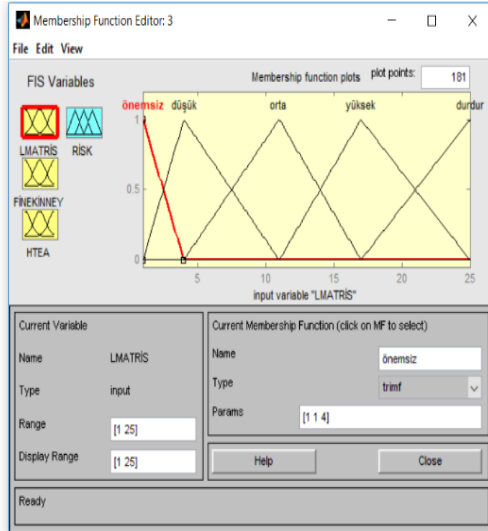 Membership Function Editor: 3
File Edit View
FIS Variables
LMATRİS
RİSK
FİNEKİNNEY
HTEA
Membership function plots
plot points:
181
önemsiz
düşük
orta
yüksek
durdur
1
0.5
0
5
10
15
20
25
input variable "LMATRİS"
Current Variable
Name
LMATRİS
Type
input
Range
[1 25]
Display Range
[1 25]
Current Membership Function (click on MF to select)
Name
önemsiz
Type
trimf
Params
[1 1 4]
Help
Close
Ready